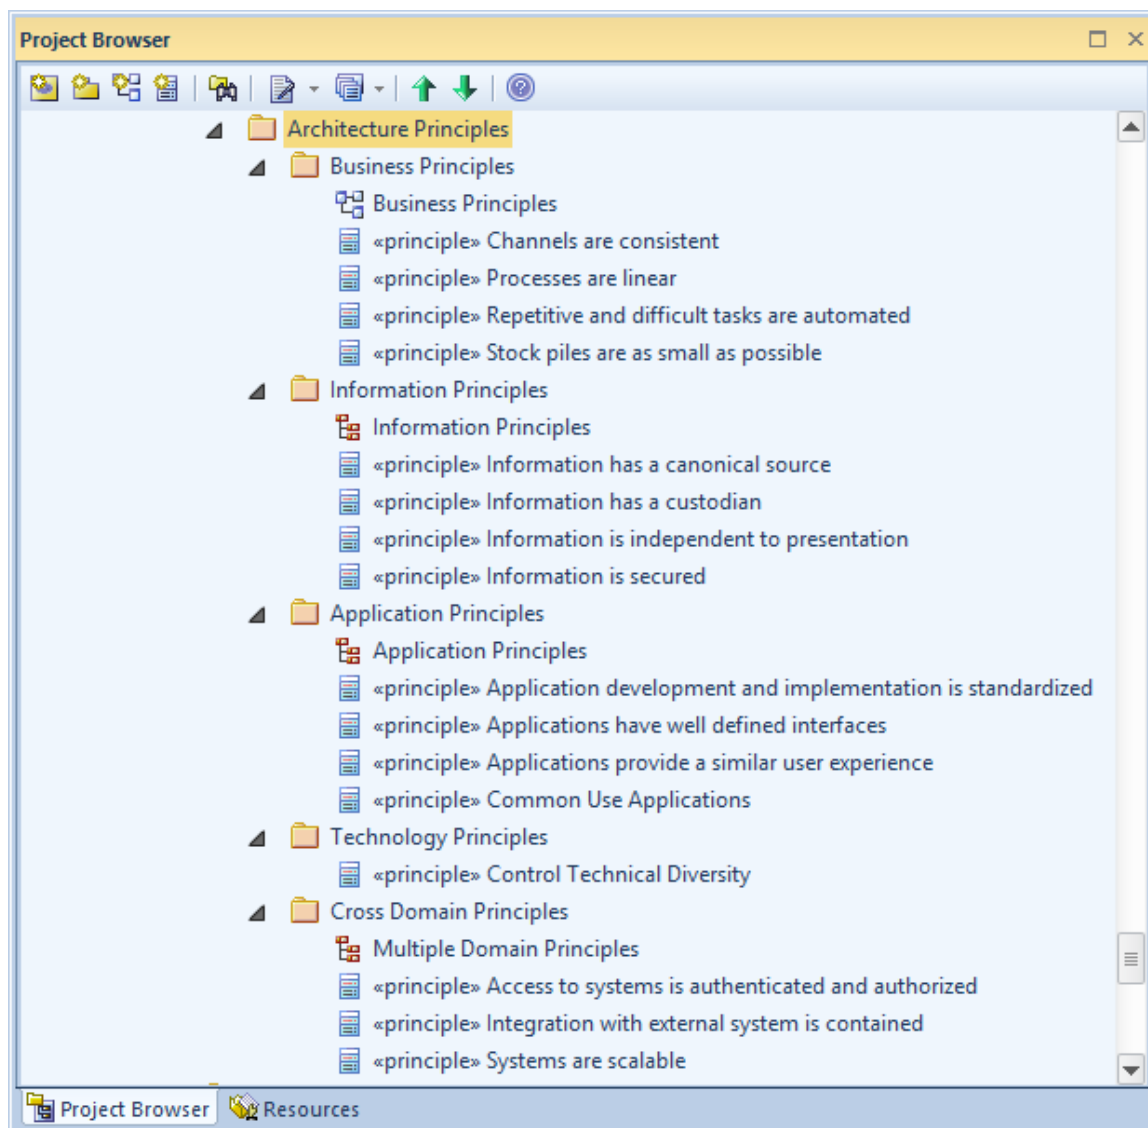 Project Browser
Architecture Principles
Business Principles
Business Principles
«principle» Channels are consistent
«principle» Processes are linear
«principle» Repetitive and difficult tasks are automated
«principle» Stock piles are as small as possible
Information Principles
Information Principles
«principle» Information has a canonical source
«principle» Information has a custodian
«principle» Information is independent to presentation
«principle» Information is secured
Application Principles
Application Principles
«principle» Application development and implementation is standardized
«principle» Applications have well defined interfaces
«principle» Applications provide a similar user experience
«principle» Common Use Applications
Technology Principles
«principle» Control Technical Diversity
Cross Domain Principles
Multiple Domain Principles
«principle» Access to systems is authenticated and authorized
«principle» Integration with external system is contained
«principle» Systems are scalable
Project Browser Resources